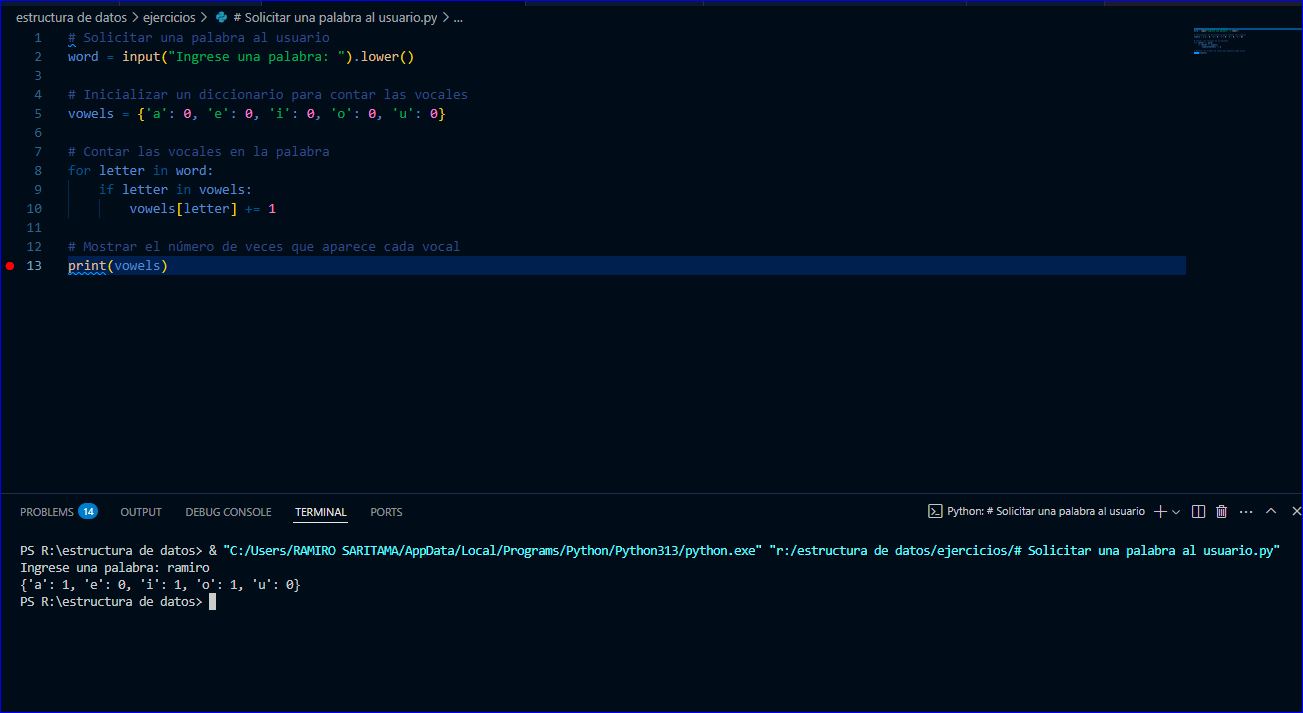 estructura de datos > ejercicios > # Solicitar una palabra al usuario.py > ...
1 # Solicitar una palabra al usuario
2 word = input("Ingrese una palabra: ").lower()
3
4 # Inicializar un diccionario para contar las vocales
5 vowels = {'a': 0, 'e': 0, 'i': 0, 'o': 0, 'u': 0}
6
7 # Contar las vocales en la palabra
8 for letter in word:
9     if letter in vowels:
10         vowels[letter] += 1
11
12 # Mostrar el número de veces que aparece cada vocal
13 print(vowels)
PROBLEMS 14 OUTPUT DEBUG CONSOLE TERMINAL PORTS Python: # Solicitar una palabra al usuario
PS R:\estructura de datos> & "C:/Users/RAMIRO SARITAMA/AppData/Local/Programs/Python/Python313/python.exe" "r:/estructura de datos/ejercicios/# Solicitar una palabra al usuario.py"
Ingrese una palabra: ramiro
{'a': 1, 'e': 0, 'i': 1, 'o': 1, 'u': 0}
PS R:\estructura de datos>